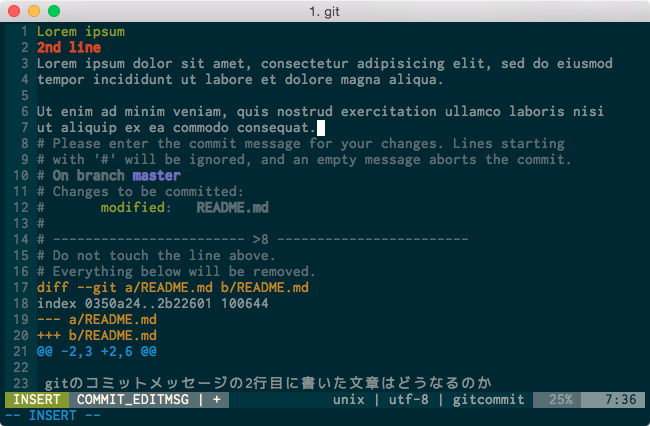 1. git
1 Lorem ipsum
2 2nd line
3 Lorem ipsum dolor sit amet, consectetur adipisicing elit, sed do eiusmod
4 tempor incididunt ut labore et dolore magna aliqua.
5
6 Ut enim ad minim veniam, quis nostrud exercitation ullamco laboris nisi
7 ut aliquip ex ea commodo consequat.
8 # Please enter the commit message for your changes. Lines starting
9 # with '#' will be ignored, and an empty message aborts the commit.
10 # On branch master
11 # Changes to be committed:
12 #       modified:   README.md
13 #
14 # ------------------------ >8 ------------------------
15 # Do not touch the line above.
16 # Everything below will be removed.
17 diff --git a/README.md b/README.md
18 index 0350a24..2b22601 100644
19 --- a/README.md
20 +++ b/README.md
21 @@ -2,3 +2,6 @@
22
23  gitのコミットメッセージの2行目に書いた文章はどうなるのか
INSERT COMMIT_EDITMSG | + unix | utf-8 | gitcommit 25% 7:36
-- INSERT --